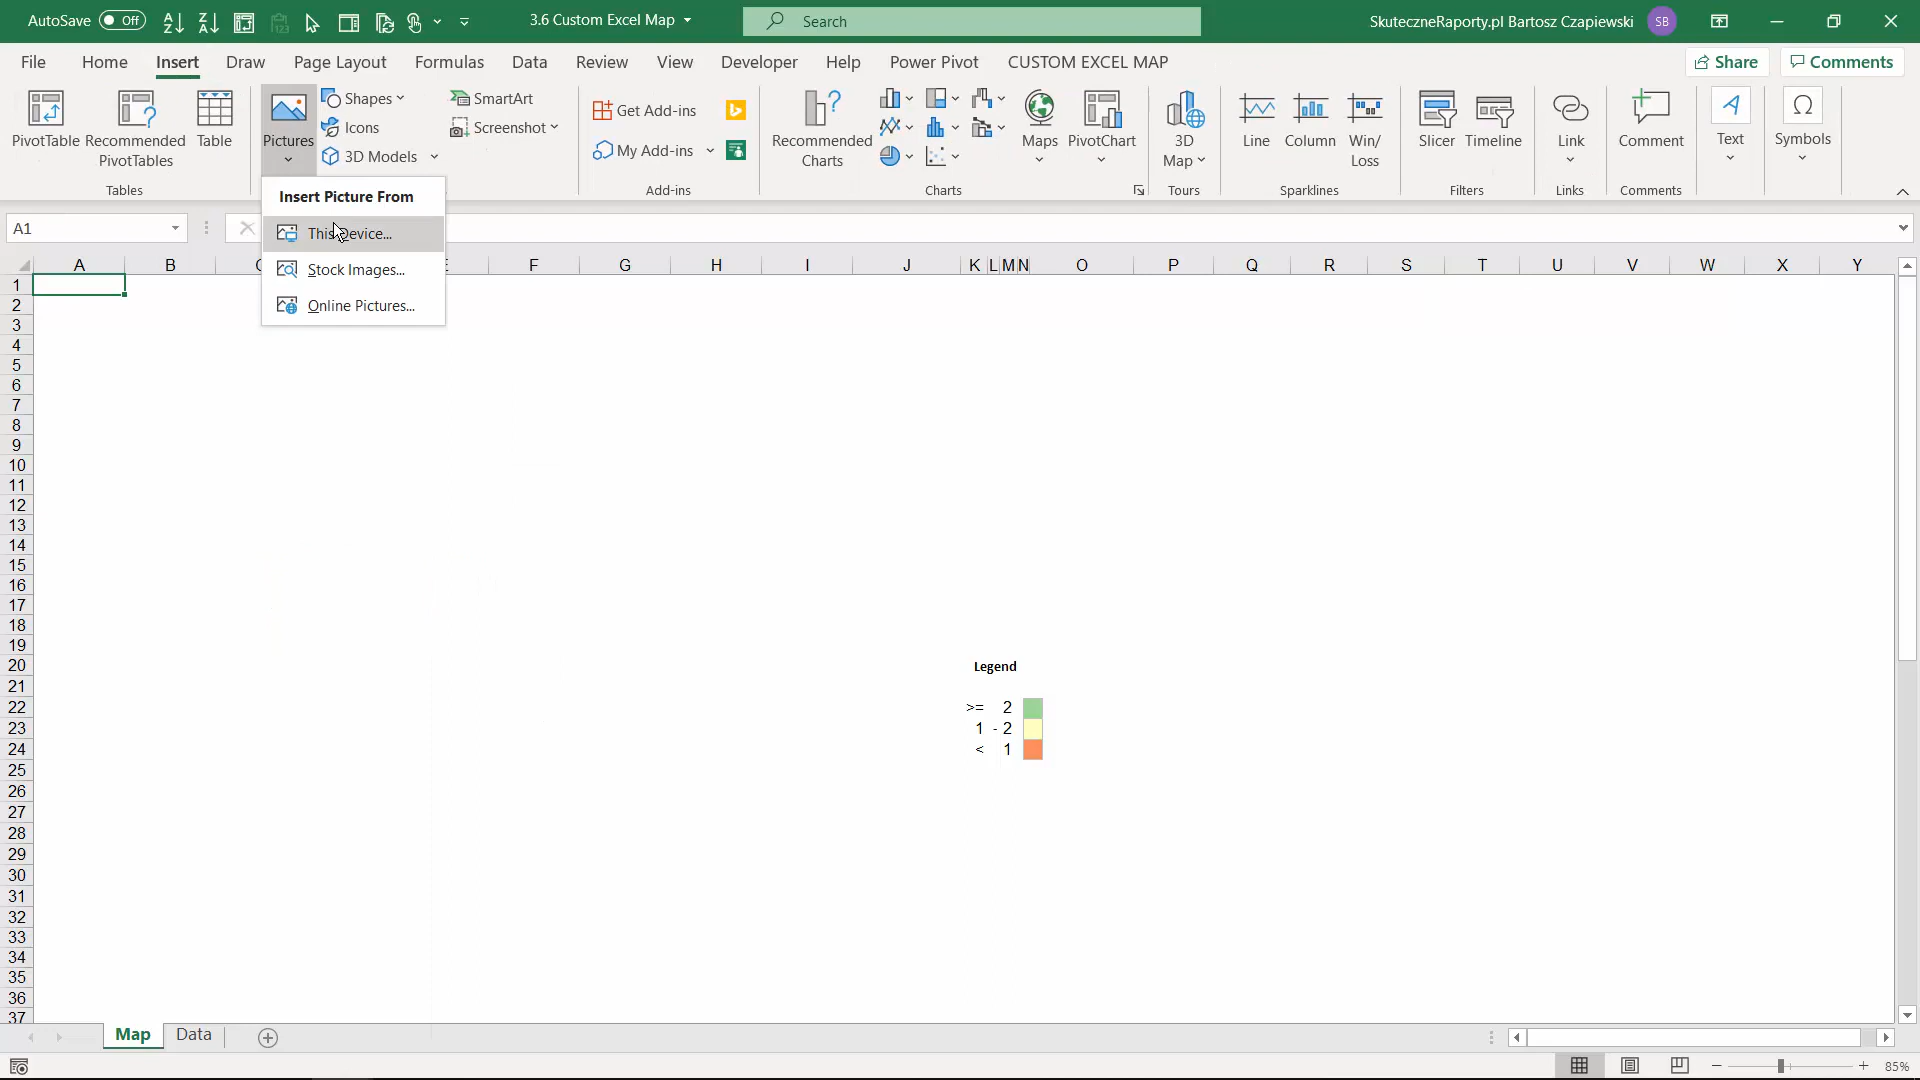 AutoSave Off 3.6 Custom Excel Map Search SkuteczneRaporty.pl Bartosz Czapiewski SB
File Home Insert Draw Page Layout Formulas Data Review View Developer Help Power Pivot CUSTOM EXCEL MAP Share Comments
PivotTable
Recommended PivotTables
Table
Pictures
Shapes
Icons
3D Models
SmartArt
Screenshot
Get Add-ins
My Add-ins
Recommended Charts
Maps
PivotChart
3D Map
Line
Column
Win/Loss
Slicer
Timeline
Link
Comment
Text
Symbols
Tables Add-ins Charts Tours Sparklines Filters Links Comments
Insert Picture From
This Device...
Stock Images...
Online Pictures...
A1
A B C E F G H I J K L M N O P Q R S T U V W X Y
1
2
3
4
5
6
7
8
9
10
11
12
13
14
15
16
17
18
19
20 Legend
21
22 >= 2
23 1 - 2
24 < 1
25
26
27
28
29
30
31
32
33
34
35
36
37
Map Data
85%